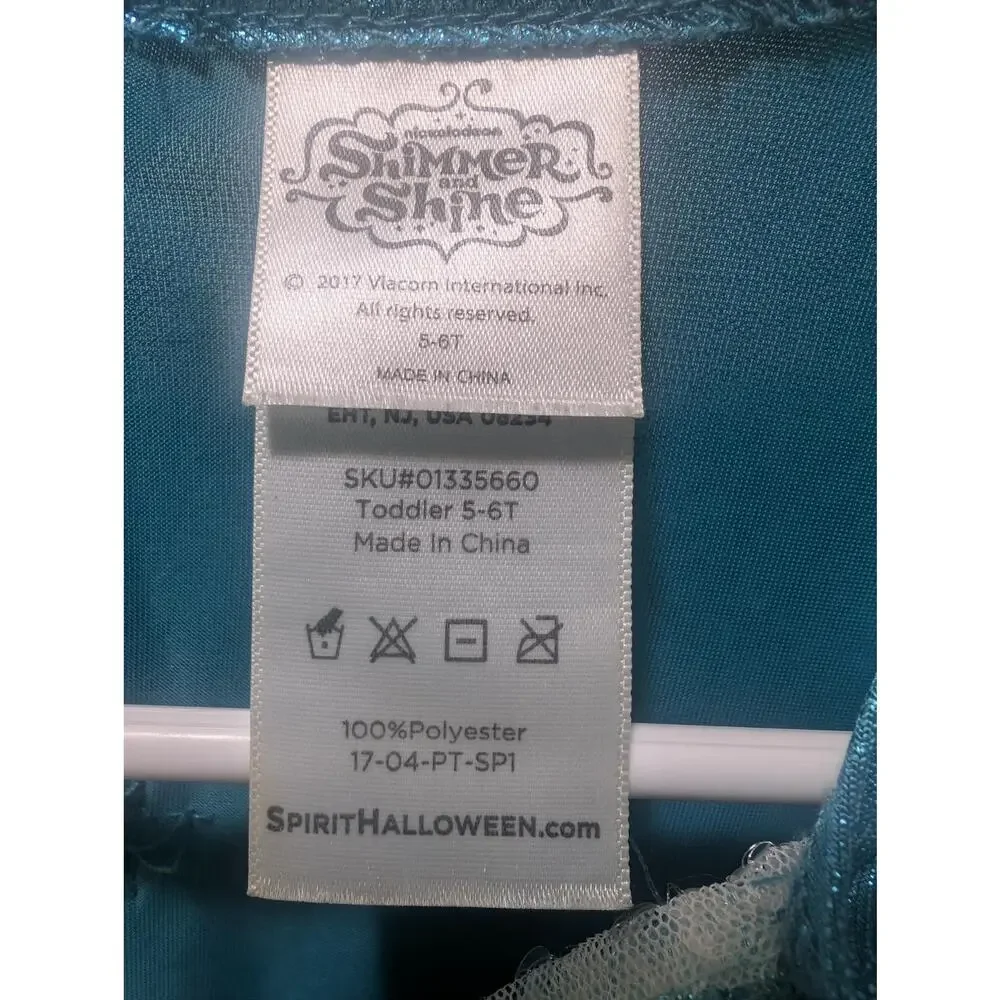 nickelodeon
Shimmer
and
Shine
© 2017 Viacom International Inc.
All rights reserved.
5-6T
MADE IN CHINA
EHT, NJ, USA 08234
SKU#01335660
Toddler 5-6T
Made In China
100%Polyester
17-04-PT-SP1
SPIRITHALLOWEEN.com